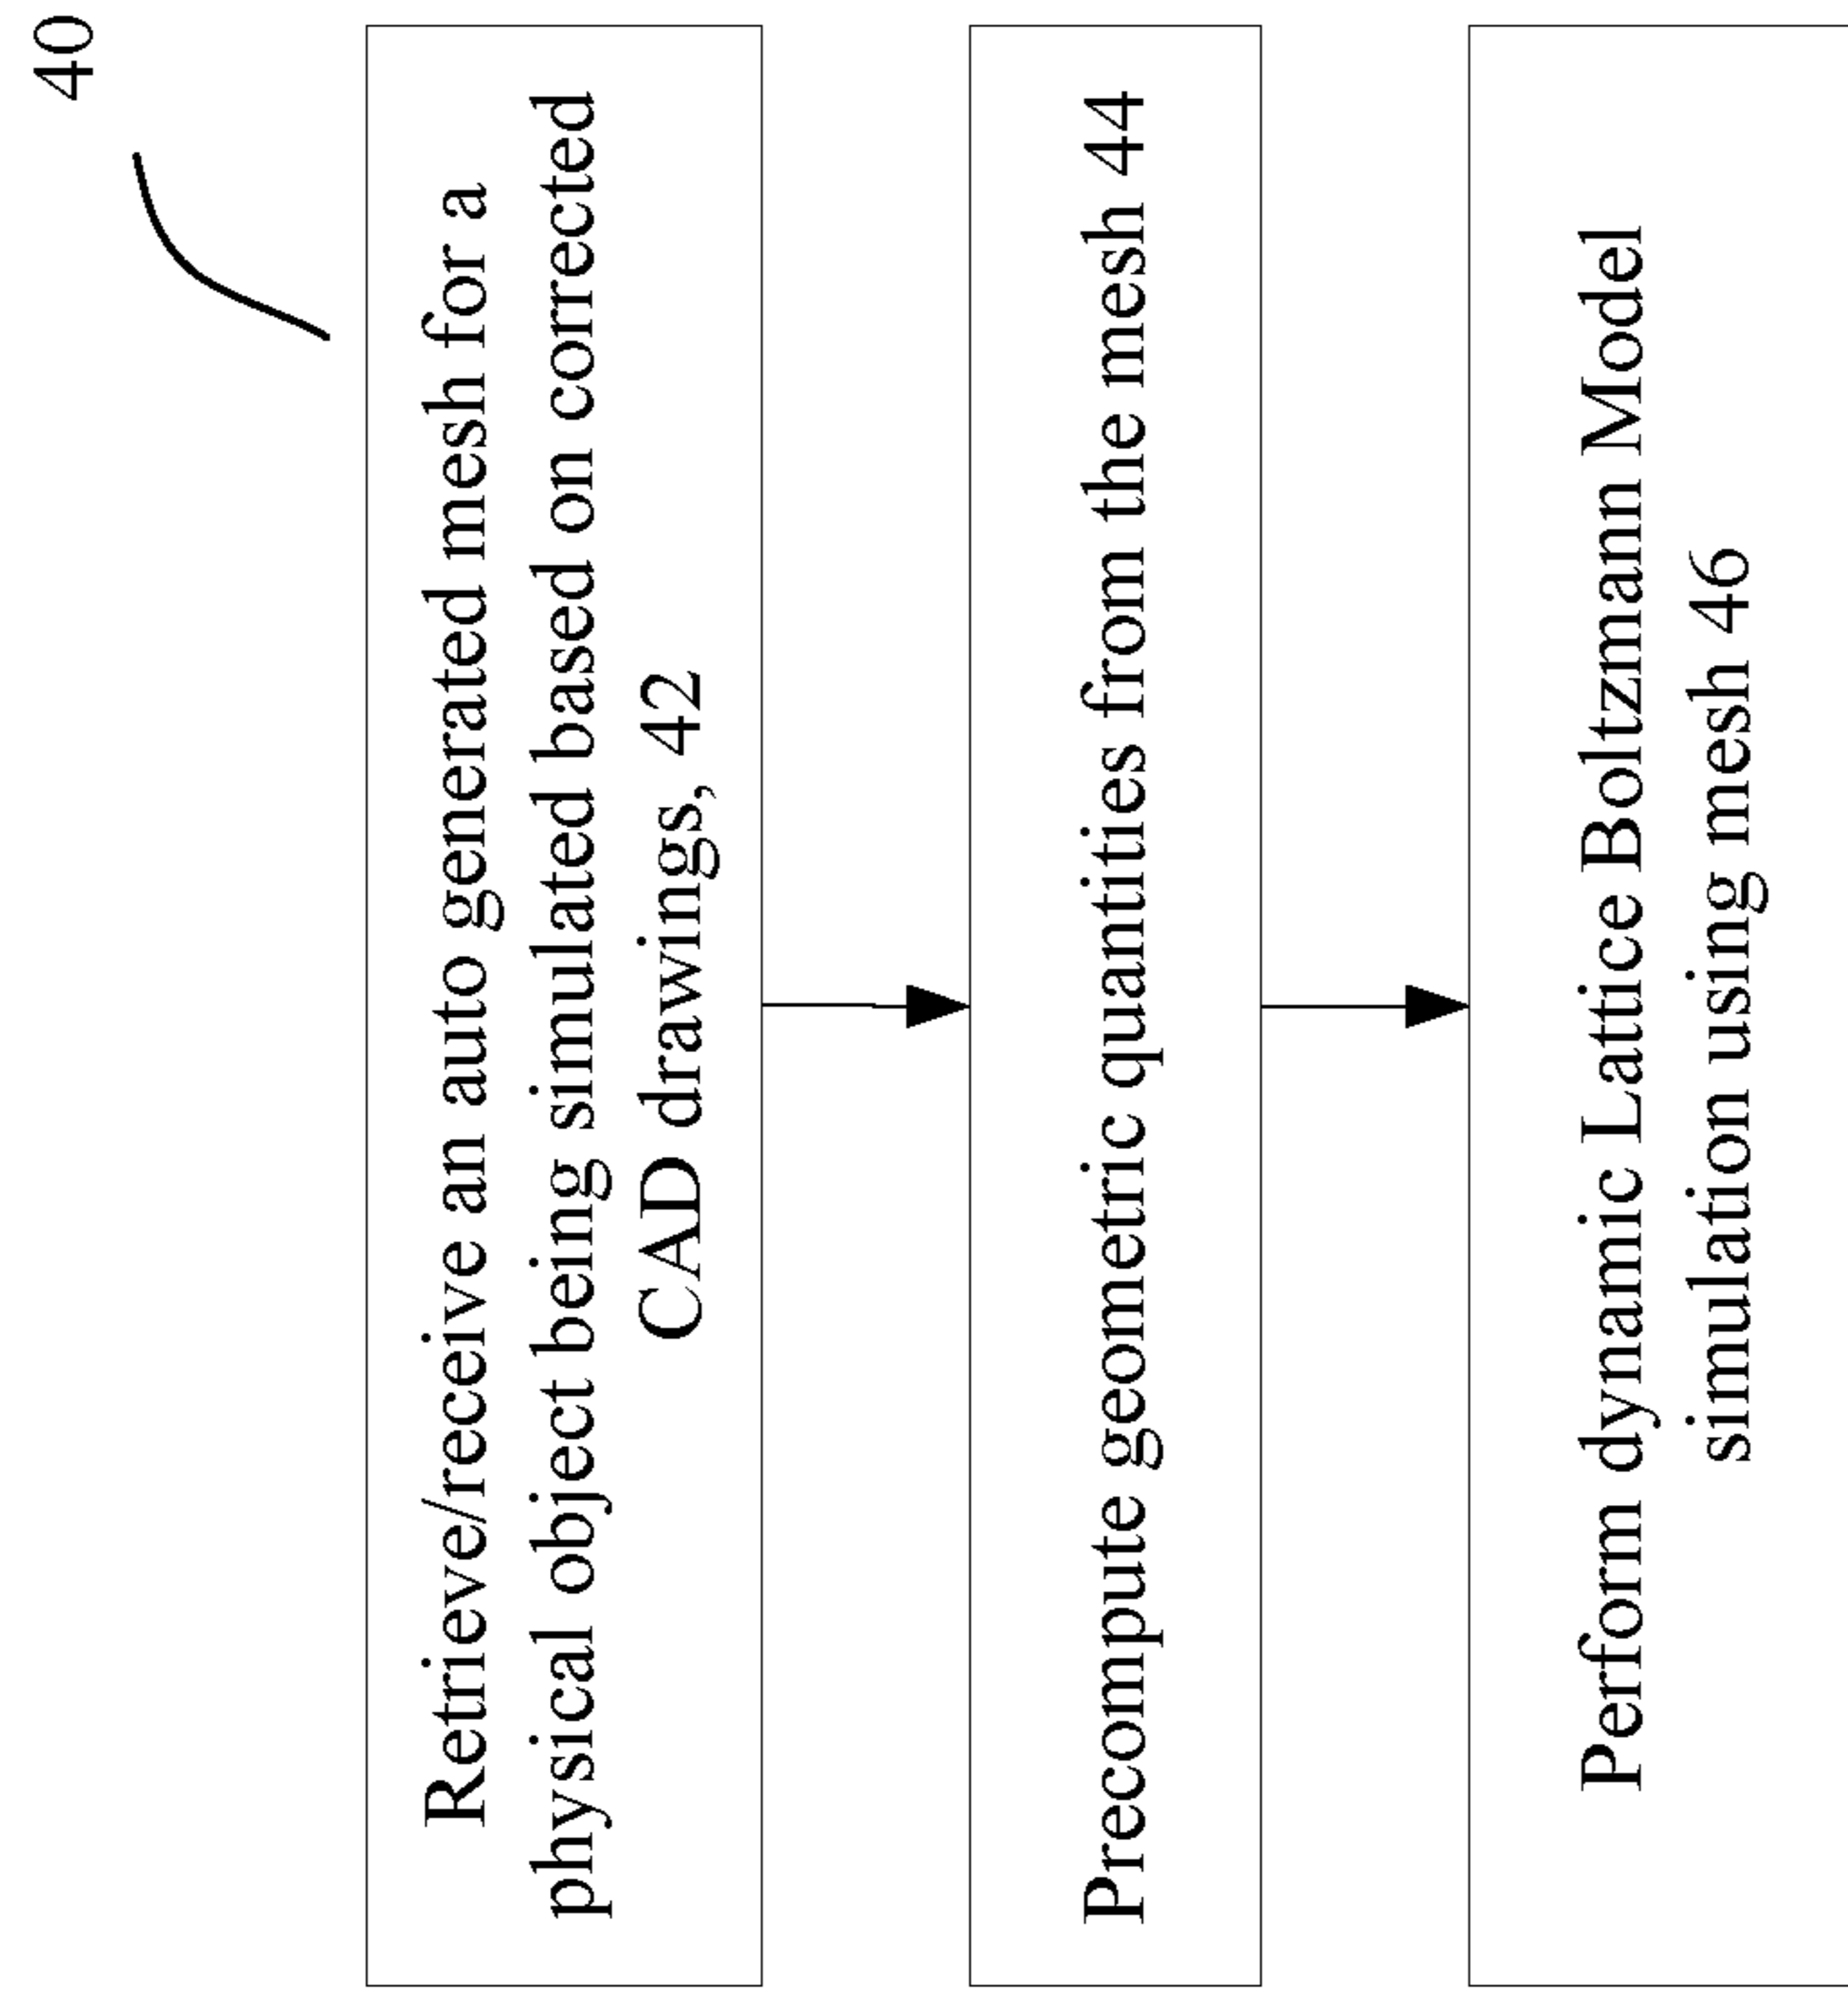 40
Retrieve/receive an auto generated mesh for a
physical object being simulated based on corrected
CAD drawings, 42
Precompute geometric quantities from the mesh 44
Perform dynamic Lattice Boltzmann Model
simulation using mesh 46